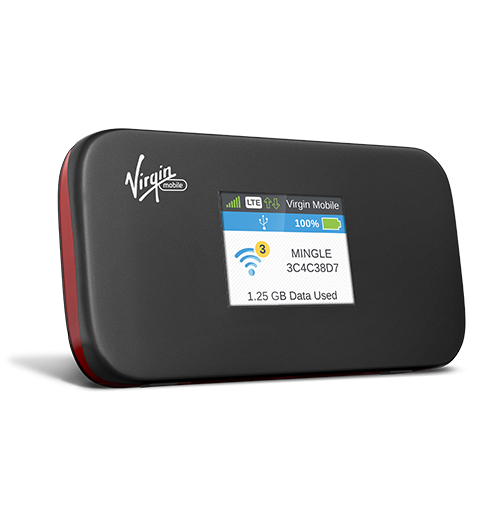 Virgin
mobile
LTE Virgin Mobile
100%
3
MINGLE
3C4C38D7
1.25 GB Data Used